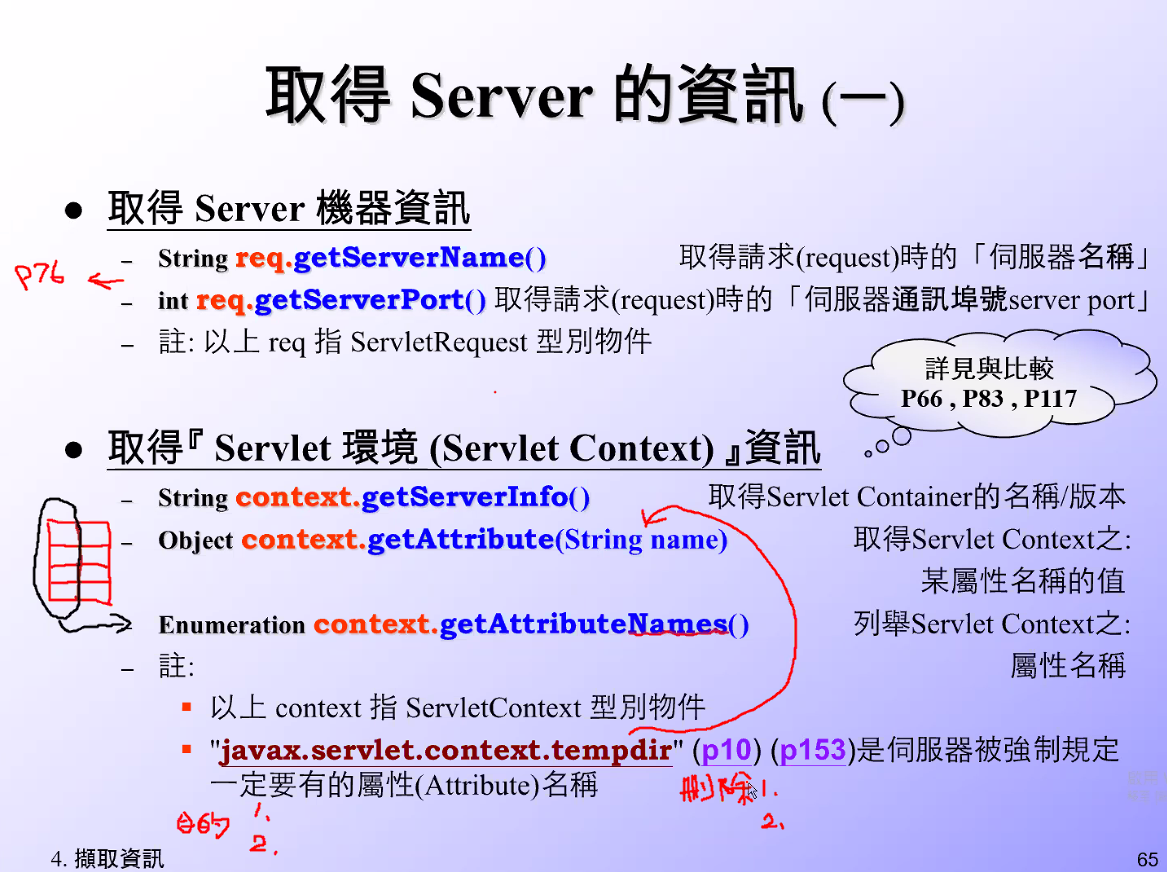 取得 Server 的資訊 (一)
● 取得 Server 機器資訊
– String req.getServerName() 取得請求(request)時的「伺服器名稱」
P76 ←
– int req.getServerPort() 取得請求(request)時的「伺服器通訊埠號server port」
– 註: 以上 req 指 ServletRequest 型別物件
詳見與比較
P66 , P83 , P117
● 取得『 Servlet 環境 (Servlet Context) 』資訊
– String context.getServerInfo() 取得Servlet Container的名稱/版本
– Object context.getAttribute(String name) 取得Servlet Context之:
某屬性名稱的值
– Enumeration context.getAttributeNames() 列舉Servlet Context之:
– 註: 屬性名稱
▪ 以上 context 指 ServletContext 型別物件
▪ "javax.servlet.context.tempdir" (p10) (p153)是伺服器被強制規定
一定要有的屬性(Attribute)名稱
目的 1.
2.
刪除 1.
2.
4. 擷取資訊
65